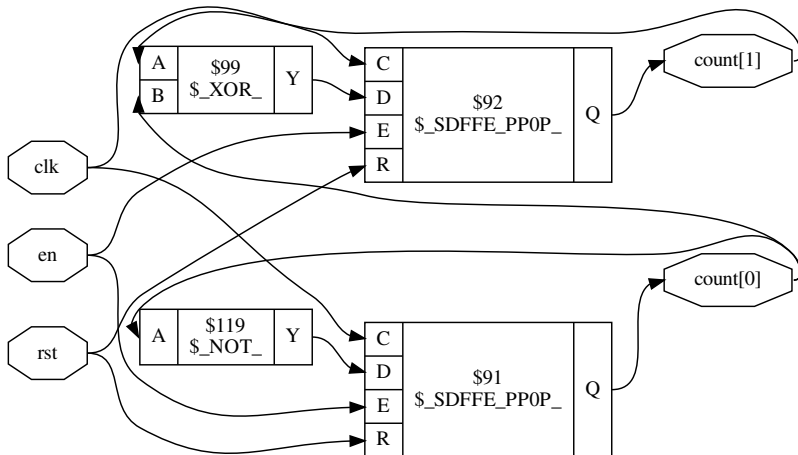 A
B
$99
$_XOR_
Y
C
D
E
R
$92
$_SDFFE_PP0P_
Q
count[1]
clk
en
rst
A
$119
$_NOT_
Y
C
D
E
R
$91
$_SDFFE_PP0P_
Q
count[0]